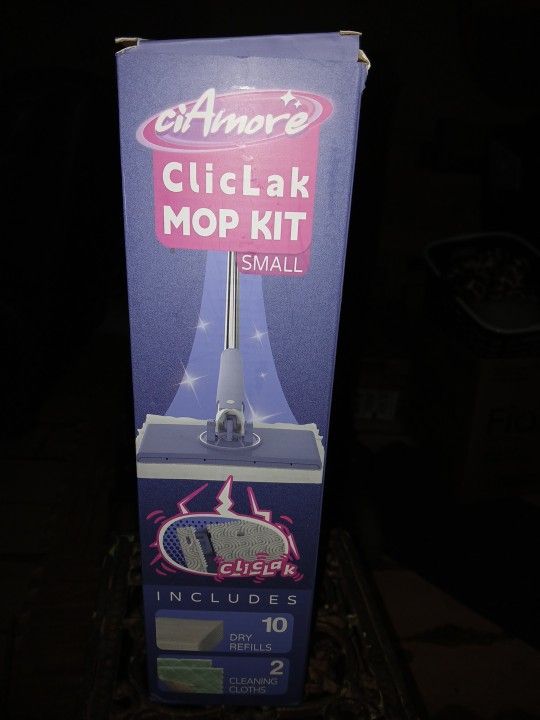 ciAmore
ClicLak
MOP KIT
SMALL
CLicLak
INCLUDES
10
DRY
REFILLS
2
CLEANING
CLOTHS